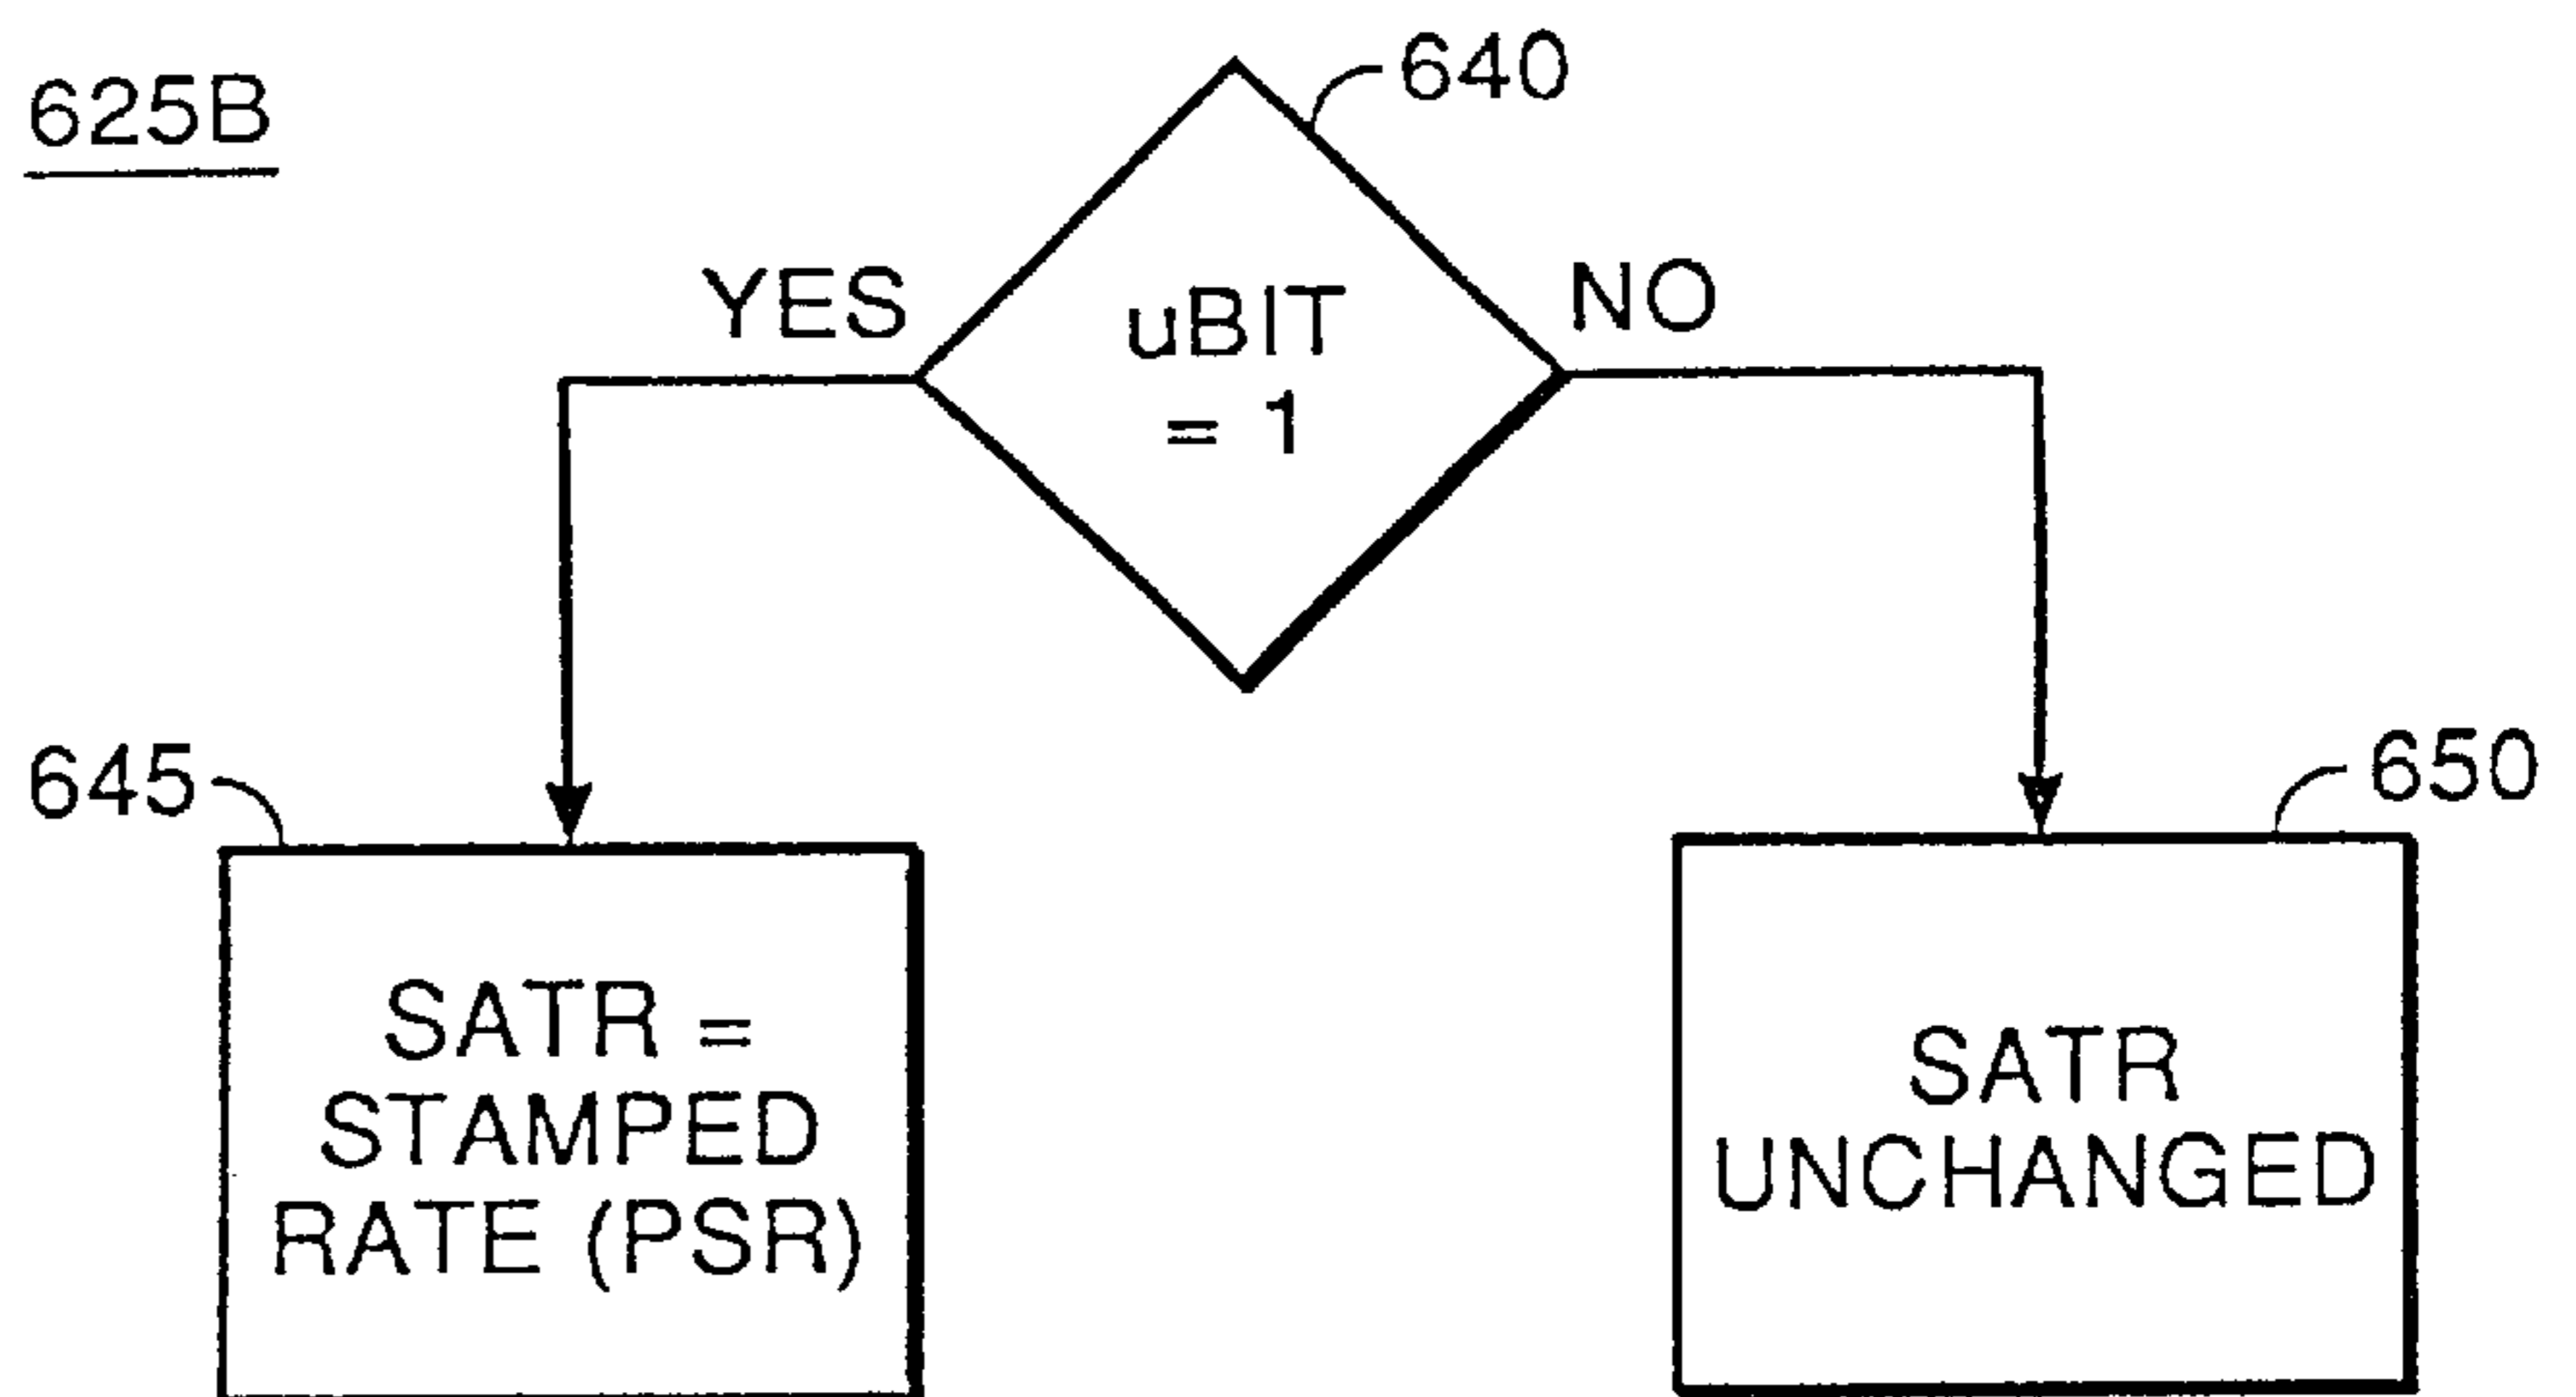 625B
640
YES
NO
uBIT
= 1
645
650
SATR =
STAMPED
RATE (PSR)
SATR
UNCHANGED